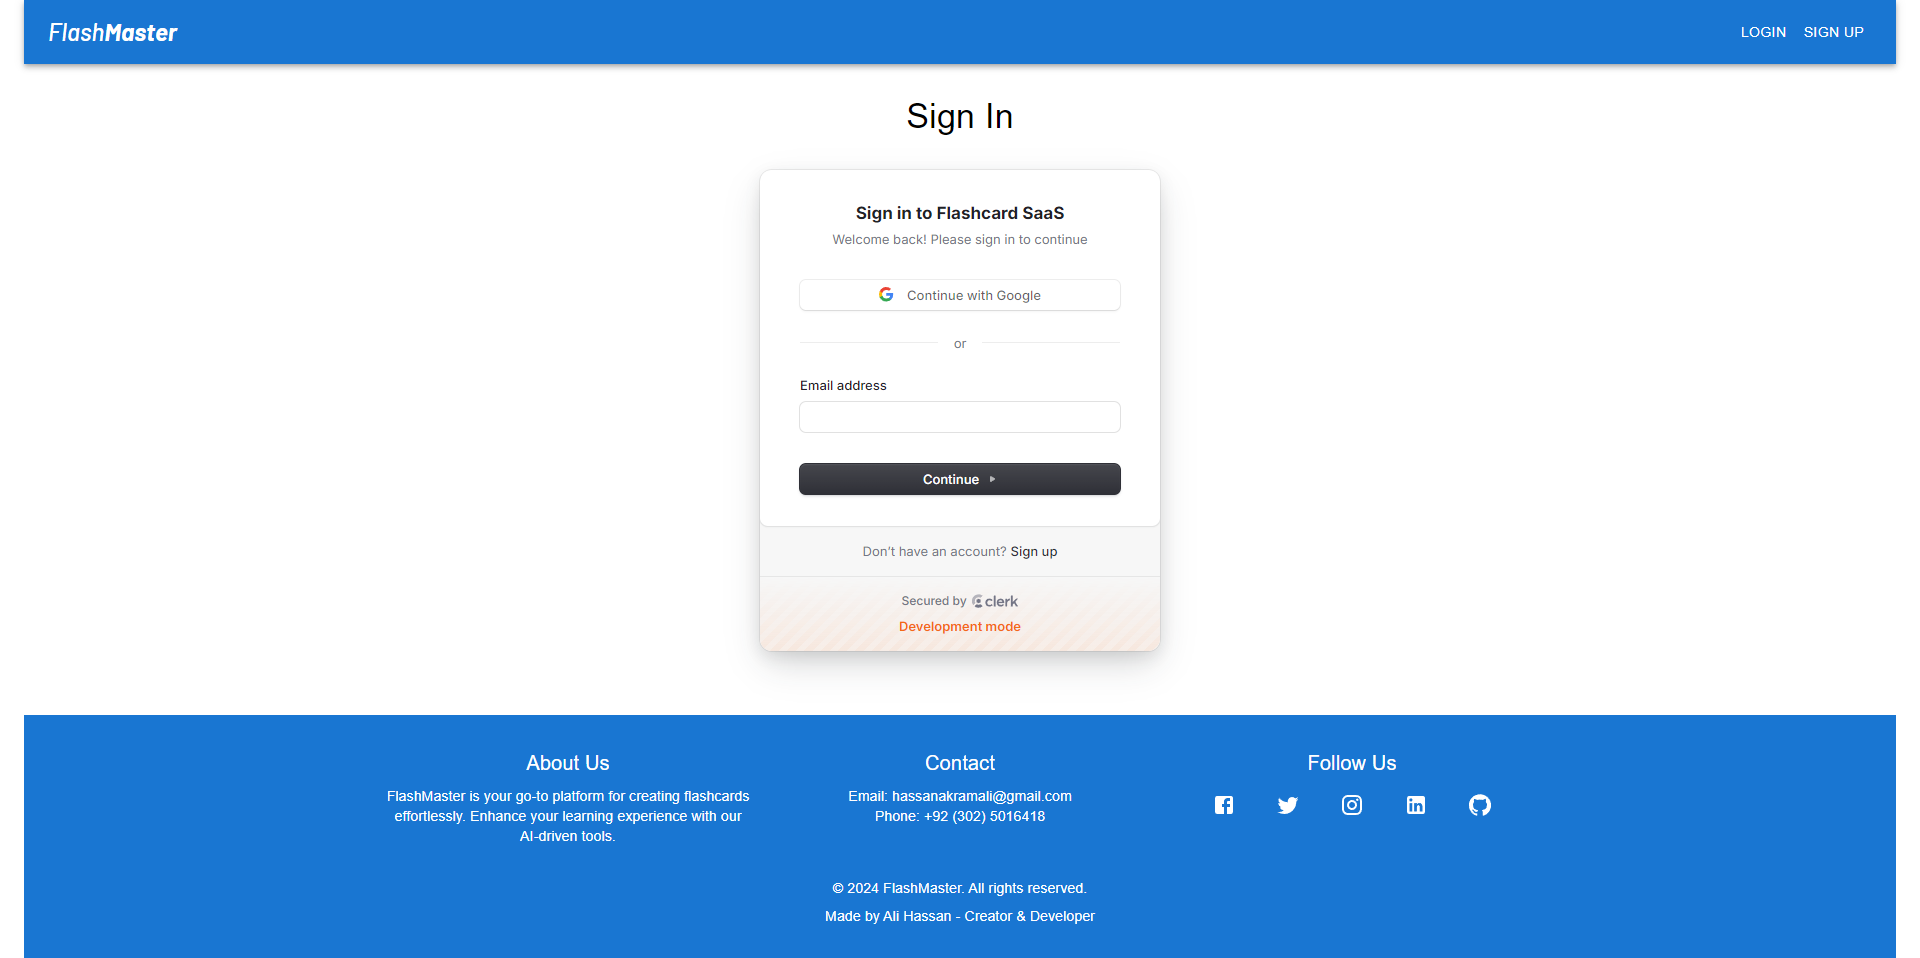 FlashMaster
LOGIN SIGN UP
Sign In
Sign in to Flashcard SaaS
Welcome back! Please sign in to continue
Continue with Google
or
Email address
Continue
Don't have an account? Sign up
Secured by clerk
Development mode
About Us
FlashMaster is your go-to platform for creating flashcards
effortlessly. Enhance your learning experience with our
AI-driven tools.
Contact
Email: hassanakramali@gmail.com
Phone: +92 (302) 5016418
Follow Us
© 2024 FlashMaster. All rights reserved.
Made by Ali Hassan - Creator & Developer